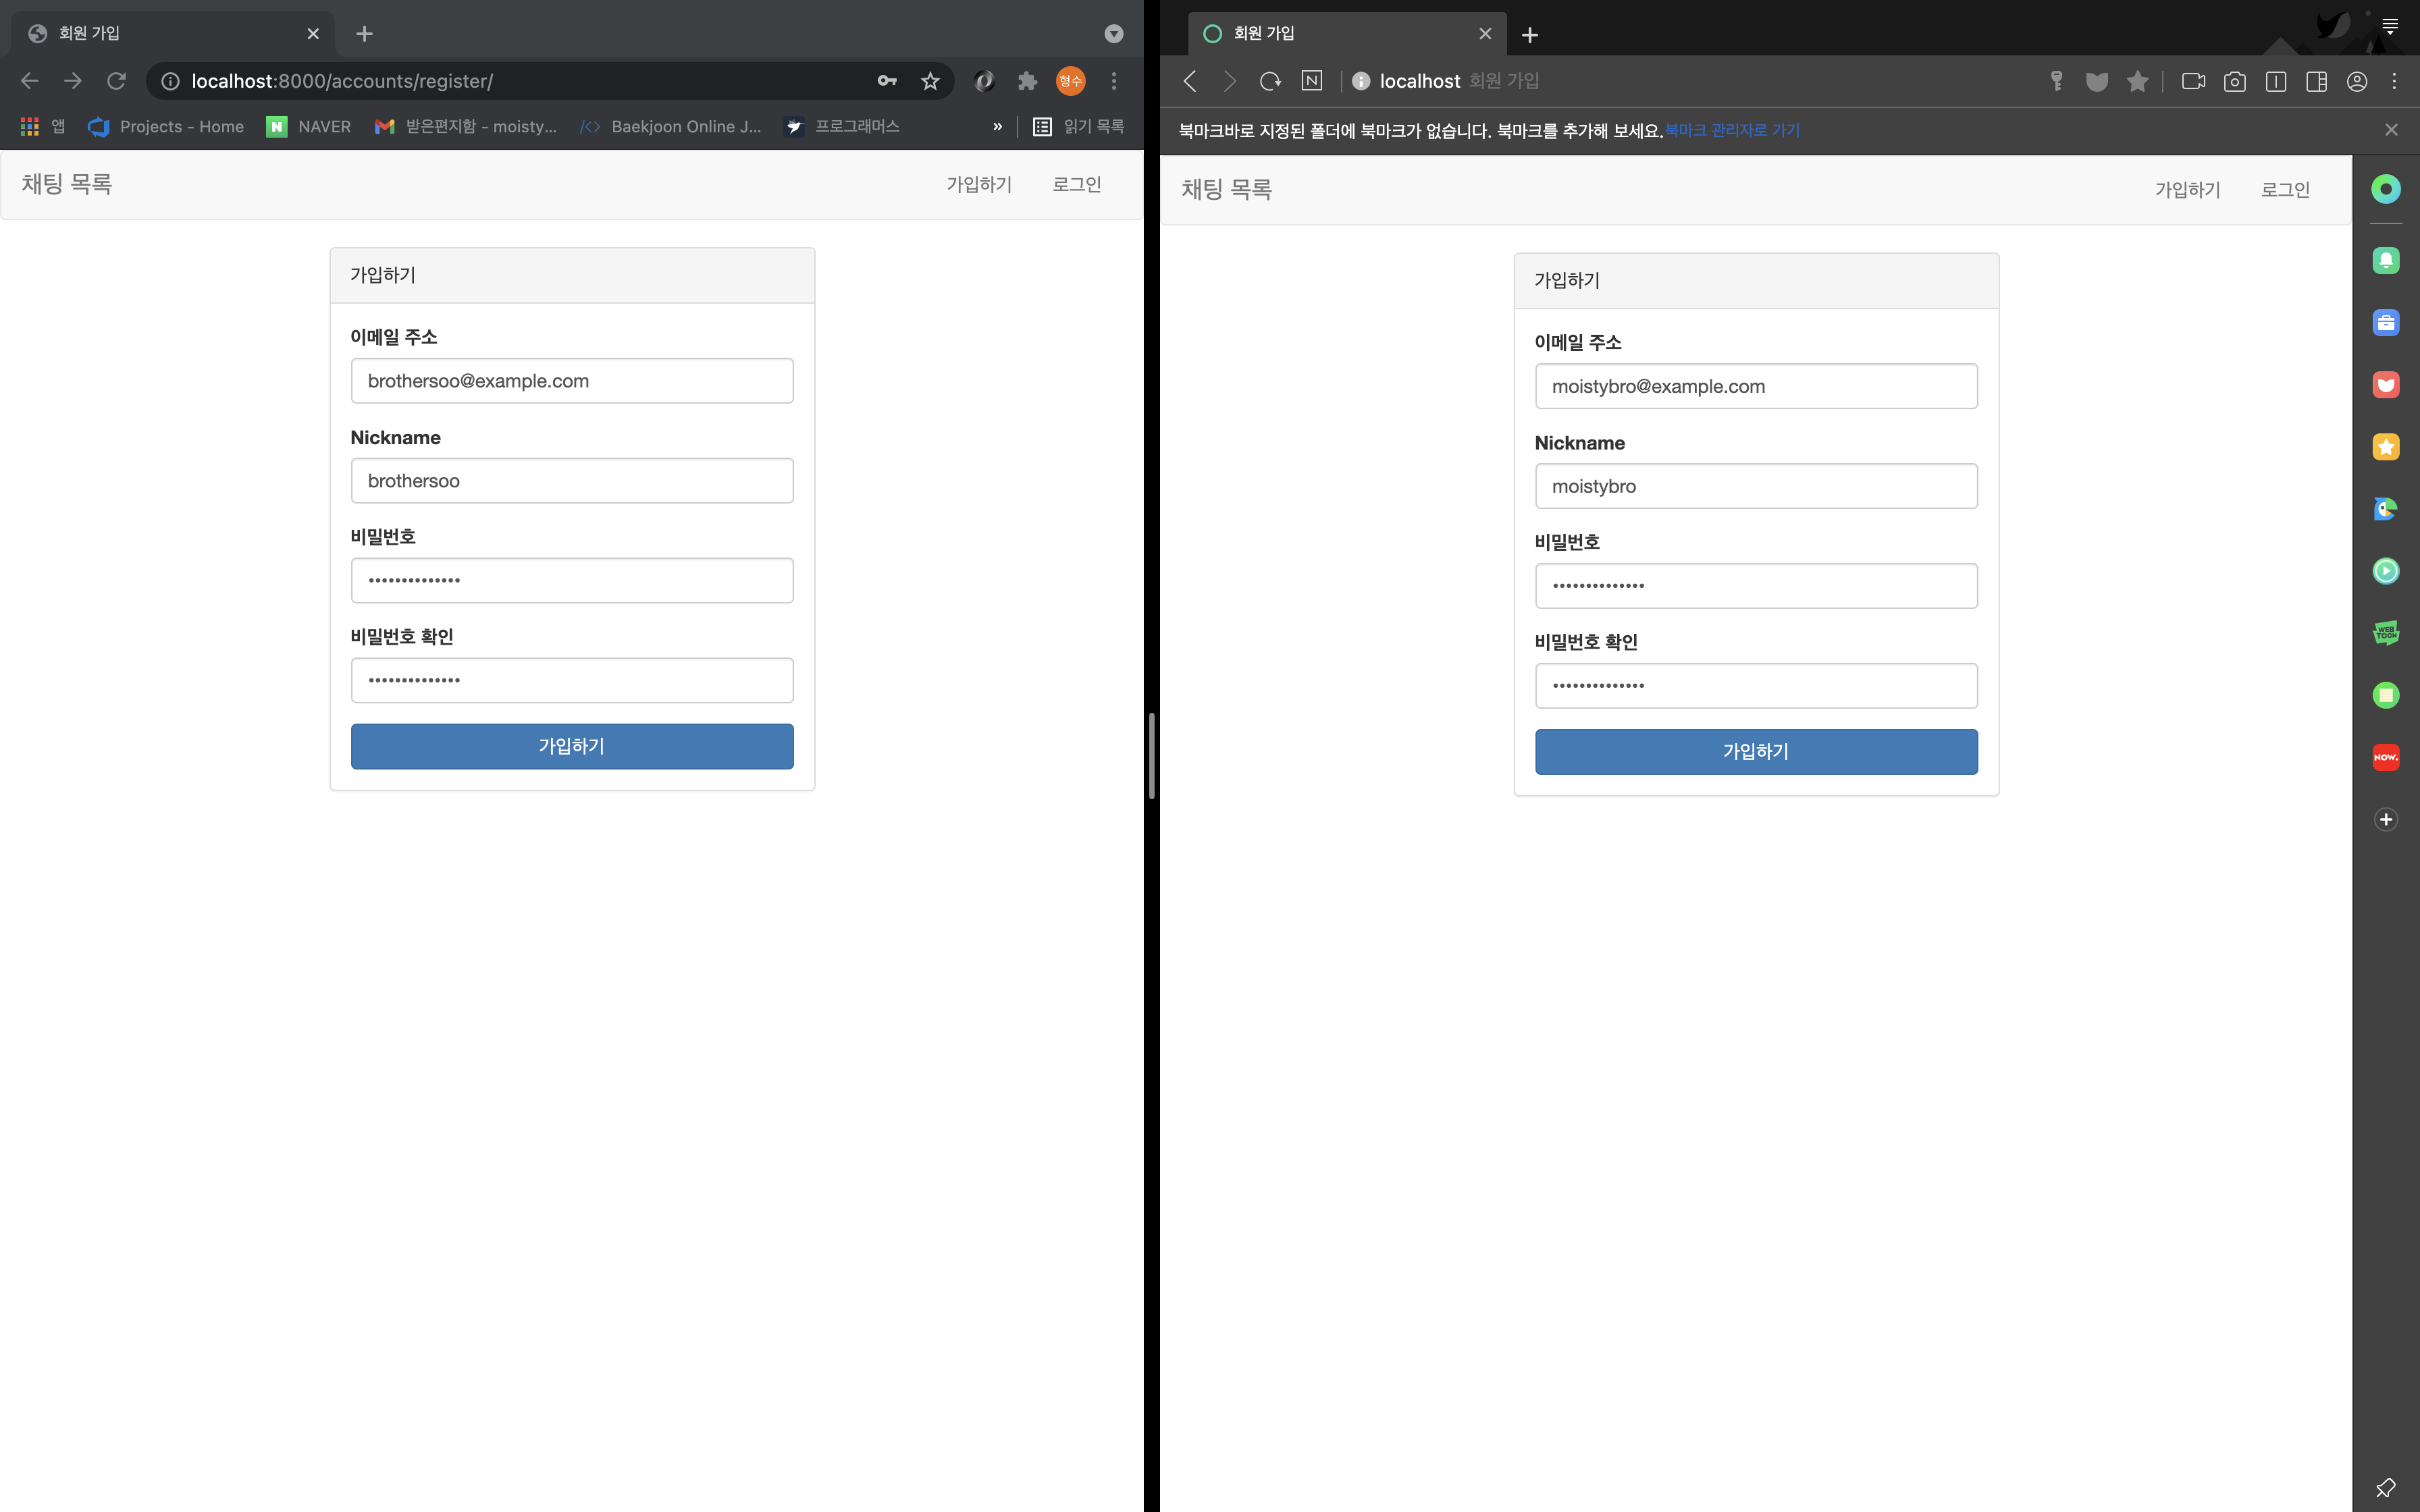 회원 가입
localhost:8000/accounts/register/
형수
앱
Projects - Home
N
NAVER
받은편지함 - moisty...
Baekjoon Online J...
프로그래머스
»
읽기 목록
채팅 목록
가입하기
로그인
가입하기
이메일 주소
brothersoo@example.com
Nickname
brothersoo
비밀번호
••••••••••••••
비밀번호 확인
••••••••••••••
가입하기
회원 가입
N
localhost 회원 가입
북마크바로 지정된 폴더에 북마크가 없습니다. 북마크를 추가해 보세요.북마크 관리자로 가기
채팅 목록
가입하기
로그인
가입하기
이메일 주소
moistybro@example.com
Nickname
moistybro
비밀번호
••••••••••••••
비밀번호 확인
••••••••••••••
가입하기
WEB
TOON
NOW.